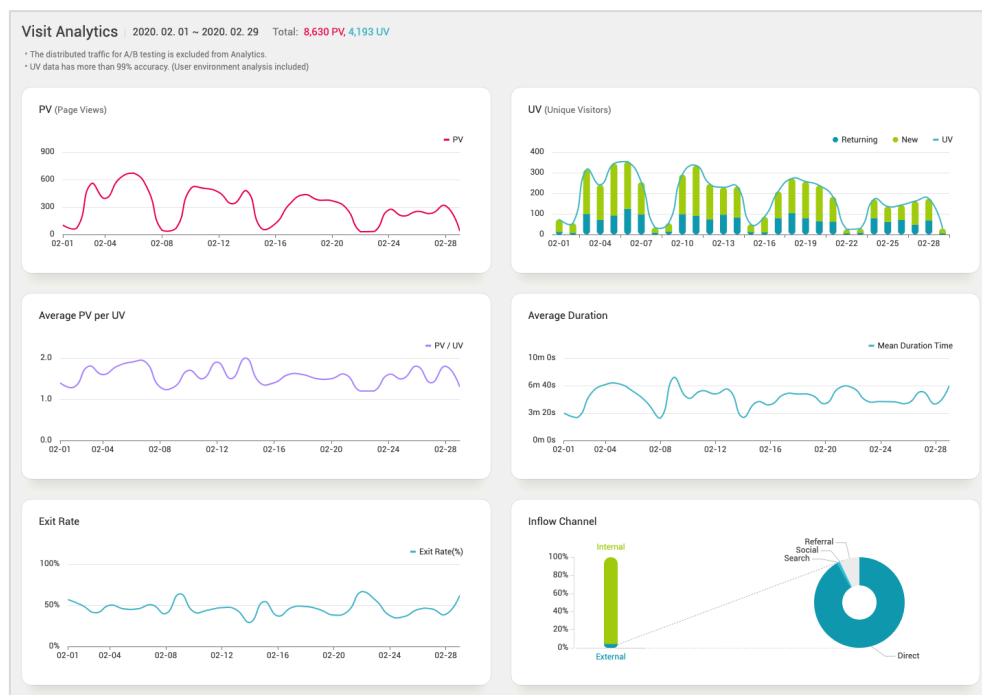 Visit Analytics 2020. 02. 01 ~ 2020. 02. 29 Total: 8,630 PV, 4,193 UV
* The distributed traffic for A/B testing is excluded from Analytics.
* UV data has more than 99% accuracy. (User environment analysis included)
PV (Page Views)
PV
900
600
300
0
02-01 02-04 02-08 02-12 02-16 02-20 02-24 02-28
UV (Unique Visitors)
Returning New UV
400
300
200
100
0
02-01 02-04 02-07 02-10 02-13 02-16 02-19 02-22 02-25 02-28
Average PV per UV
PV / UV
2.0
1.0
0.0
02-01 02-04 02-08 02-12 02-16 02-20 02-24 02-28
Average Duration
Mean Duration Time
10m 0s
6m 40s
3m 20s
0m 0s
02-01 02-04 02-08 02-12 02-16 02-20 02-24 02-28
Exit Rate
Exit Rate(%)
100%
50%
0%
02-01 02-04 02-08 02-12 02-16 02-20 02-24 02-28
Inflow Channel
Internal
100%
80%
60%
40%
20%
0%
External
Referral
Social
Search
Direct